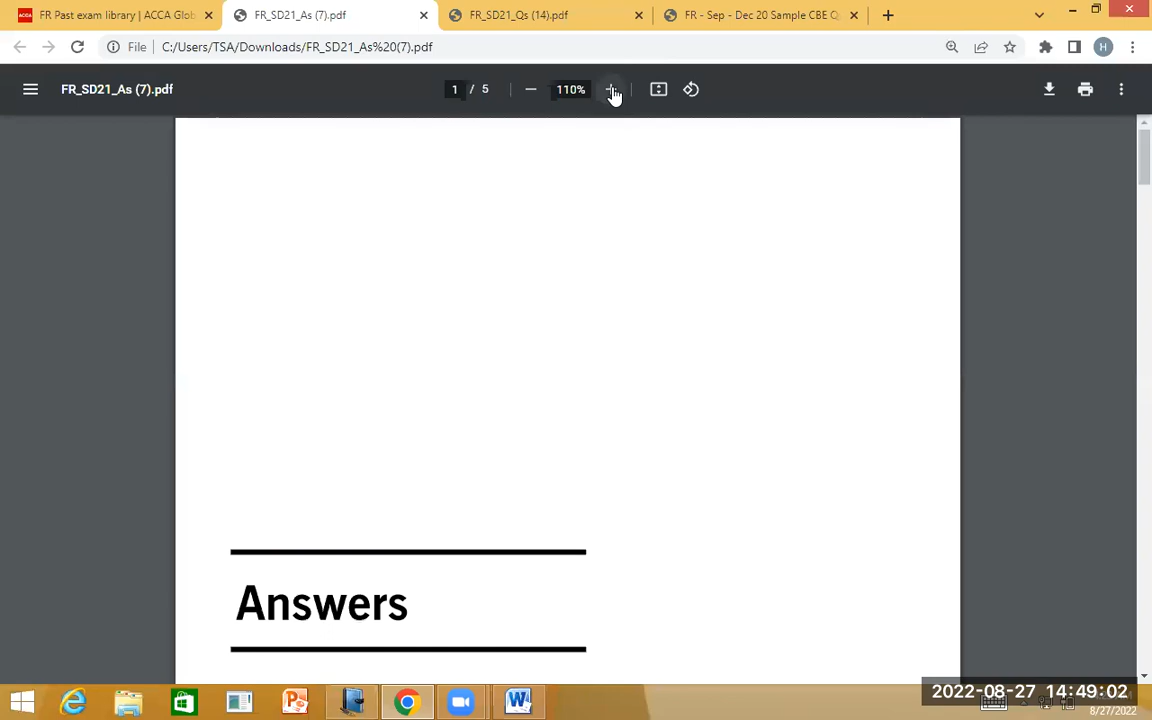 FR Past exam library | ACCA Glob
FR_SD21_As (7).pdf
FR_SD21_Qs (14).pdf
FR - Sep - Dec 20 Sample CBE Q
File
C:/Users/TSA/Downloads/FR_SD21_As%20(7).pdf
H
FR_SD21_As (7).pdf
1 / 5
110%
Answers
2022-08-27 14:49:02
8/27/2022